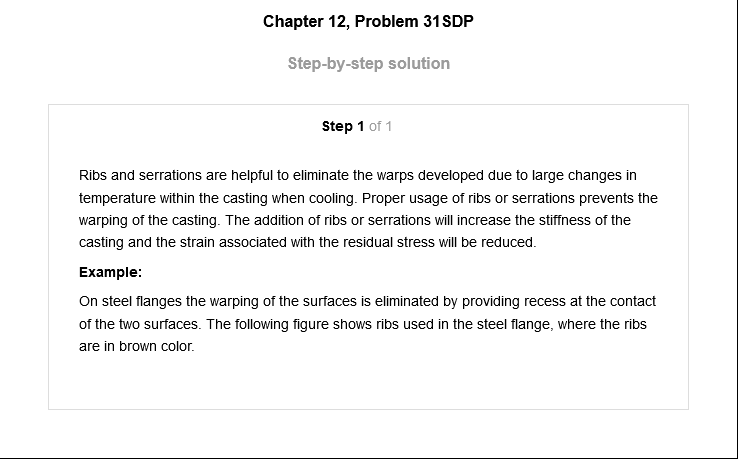 Chapter 12, Problem 31SDP
Step-by-step solution
Step 1 of 1
Ribs and serrations are helpful to eliminate the warps developed due to large changes in
temperature within the casting when cooling. Proper usage of ribs or serrations prevents the
warping of the casting. The addition of ribs or serrations will increase the stiffness of the
casting and the strain associated with the residual stress will be reduced.
Example:
On steel flanges the warping of the surfaces is eliminated by providing recess at the contact
of the two surfaces. The following figure shows ribs used in the steel flange, where the ribs
are in brown color.